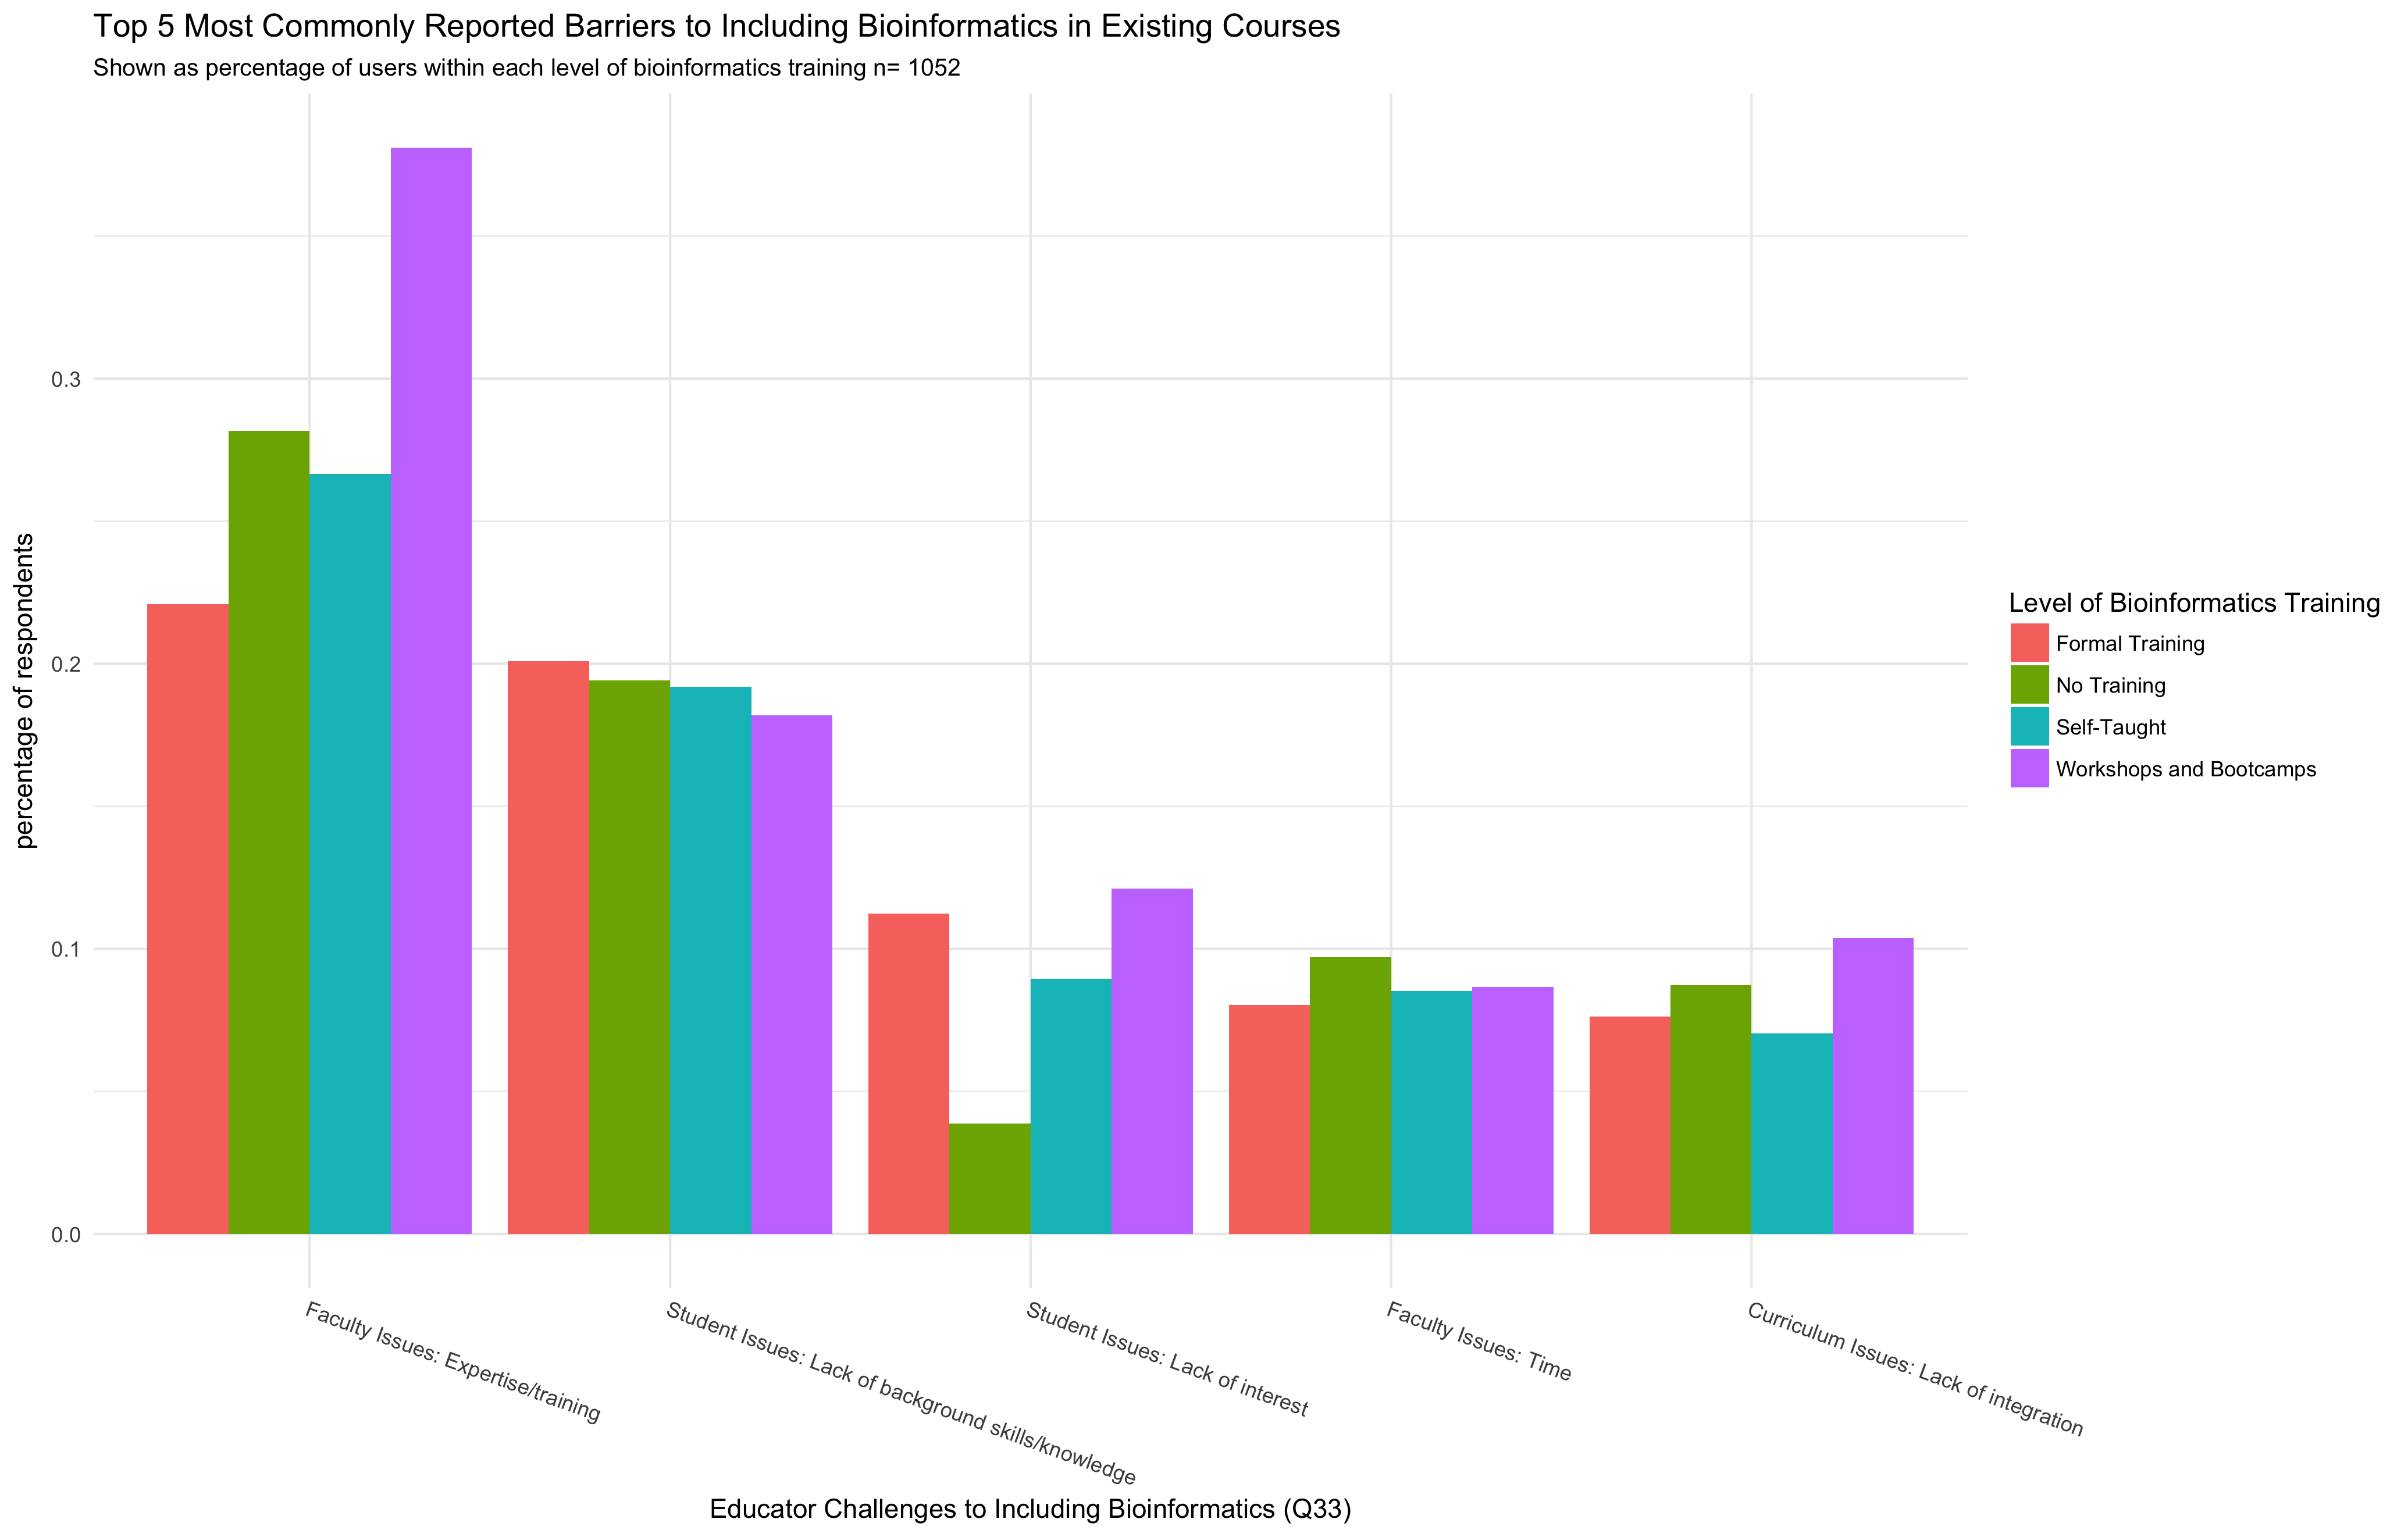 Top 5 Most Commonly Reported Barriers to Including Bioinformatics in Existing Courses
Shown as percentage of users within each level of bioinformatics training n= 1052
percentage of respondents
0.3
0.2
0.1
0.0
Faculty Issues: Expertise/training
Student Issues: Lack of background skills/knowledge
Student Issues: Lack of interest
Faculty Issues: Time
Curriculum Issues: Lack of integration
Educator Challenges to Including Bioinformatics (Q33)
Level of Bioinformatics Training
Formal Training
No Training
Self-Taught
Workshops and Bootcamps